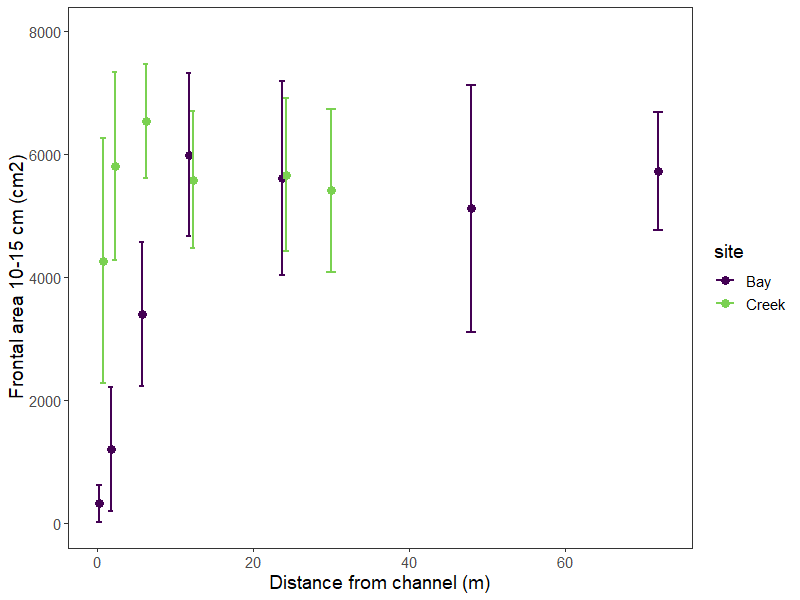 8000
6000
4000
2000
0
Frontal area 10-15 cm (cm2)
0 20 40 60
Distance from channel (m)
site
Bay
Creek